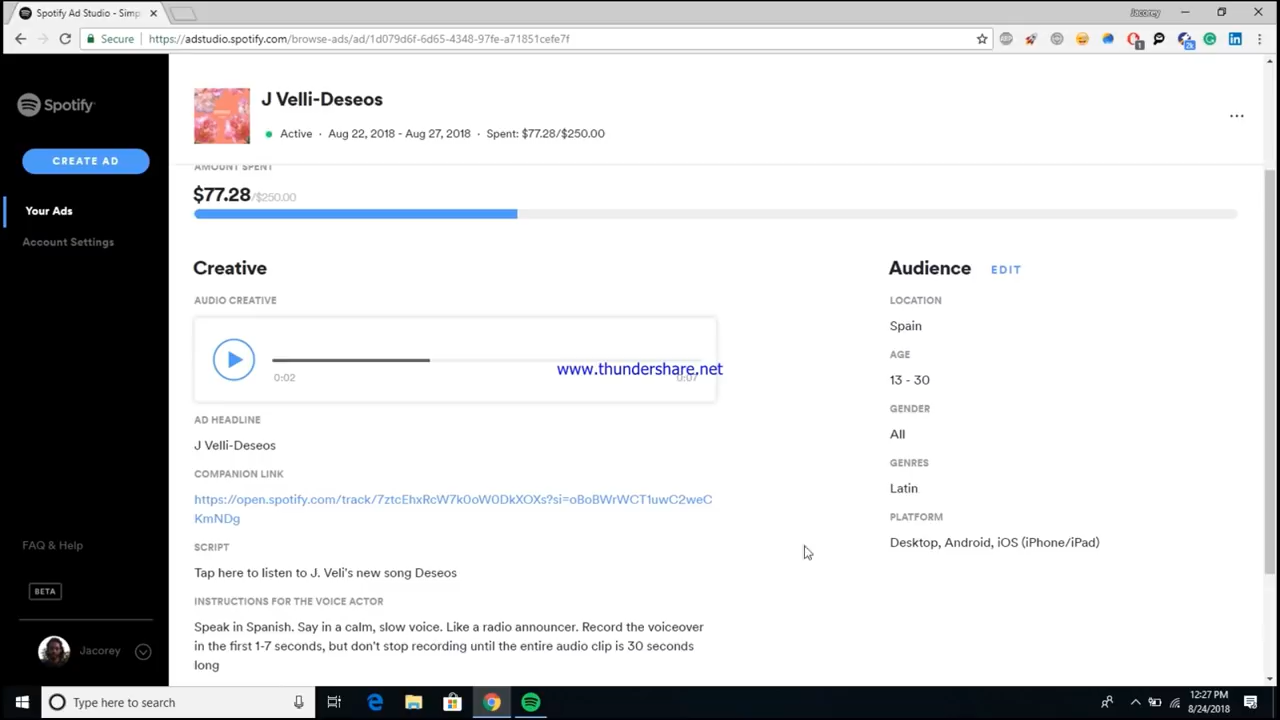 Spotify Ad Studio - Simp
Jacorey
Secure
https://adstudio.spotify.com/browse-ads/ad/1d079d6f-6d65-4348-97fe-a71851cefe7f
Spotify
J Velli-Deseos
Active · Aug 22, 2018 - Aug 27, 2018 · Spent: $77.28/$250.00
CREATE AD
AMOUNT SPENT
$77.28/$250.00
Your Ads
Account Settings
Creative
Audience EDIT
AUDIO CREATIVE
LOCATION
Spain
AGE
www.thundershare.net
0:02
0:07
13 - 30
GENDER
AD HEADLINE
All
J Velli-Deseos
GENRES
COMPANION LINK
Latin
https://open.spotify.com/track/7ztcEhxRcW7k0oW0DkXOXs?si=oBoBWrWCT1uwC2weC
KmNDg
PLATFORM
Desktop, Android, iOS (iPhone/iPad)
FAQ & Help
SCRIPT
Tap here to listen to J. Veli's new song Deseos
BETA
INSTRUCTIONS FOR THE VOICE ACTOR
Speak in Spanish. Say in a calm, slow voice. Like a radio announcer. Record the voiceover
in the first 1-7 seconds, but don't stop recording until the entire audio clip is 30 seconds
long
Jacorey
Type here to search
12:27 PM
8/24/2018